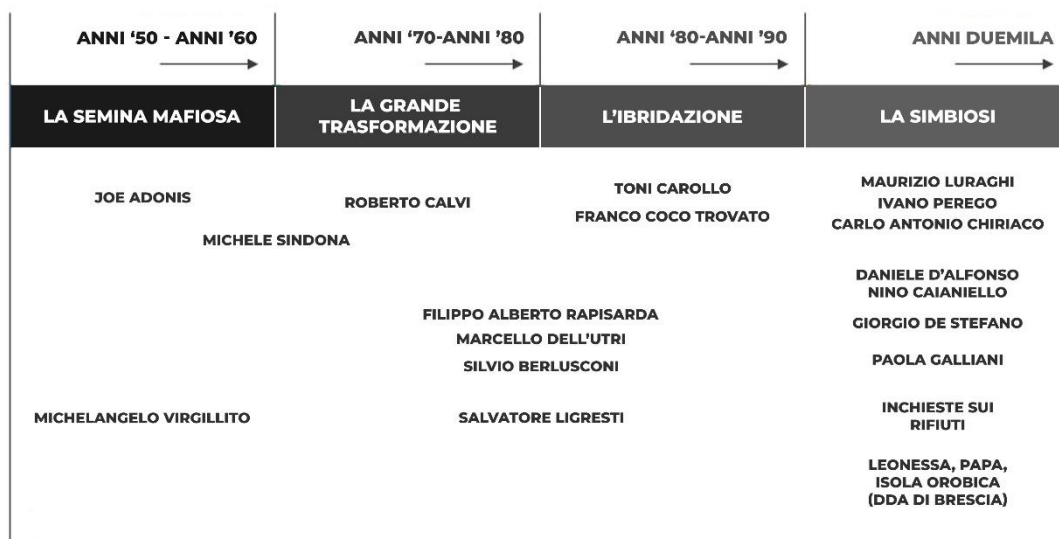 ANNI ‘50 - ANNI ’60
ANNI ‘70-ANNI ’80
ANNI ‘80-ANNI ’90
ANNI DUEMILA
LA SEMINA MAFIOSA
LA GRANDE
TRASFORMAZIONE
L’IBRIDAZIONE
LA SIMBIOSI
JOE ADONIS
MICHELE SINDONA
MICHELANGELO VIRGILLITO
ROBERTO CALVI
FILIPPO ALBERTO RAPISARDA
MARCELLO DELL’UTRI
SILVIO BERLUSCONI
SALVATORE LIGRESTI
TONI CAROLLO
FRANCO COCO TROVATO
MAURIZIO LURAGHI
IVANO PEREGO
CARLO ANTONIO CHIRIACO
DANIELE D’ALFONSO
NINO CAIANIELLO
GIORGIO DE STEFANO
PAOLA GALLIANI
INCHIESTE SUI
RIFIUTI
LEONESSA, PAPA,
ISOLA OROBICA
(DDA DI BRESCIA)